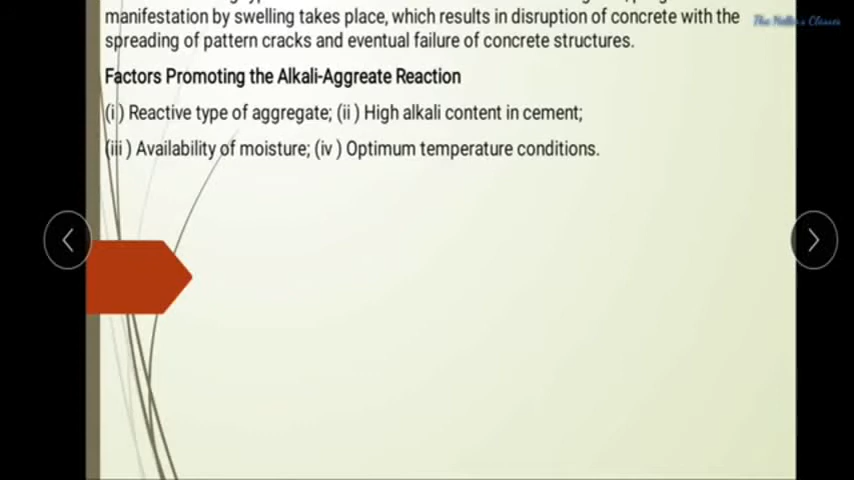 manifestation by swelling takes place, which results in disruption of concrete with the
spreading of pattern cracks and eventual failure of concrete structures.
Factors Promoting the Alkali-Aggreate Reaction
(i ) Reactive type of aggregate; (ii ) High alkali content in cement;
(iii ) Availability of moisture; (iv ) Optimum temperature conditions.